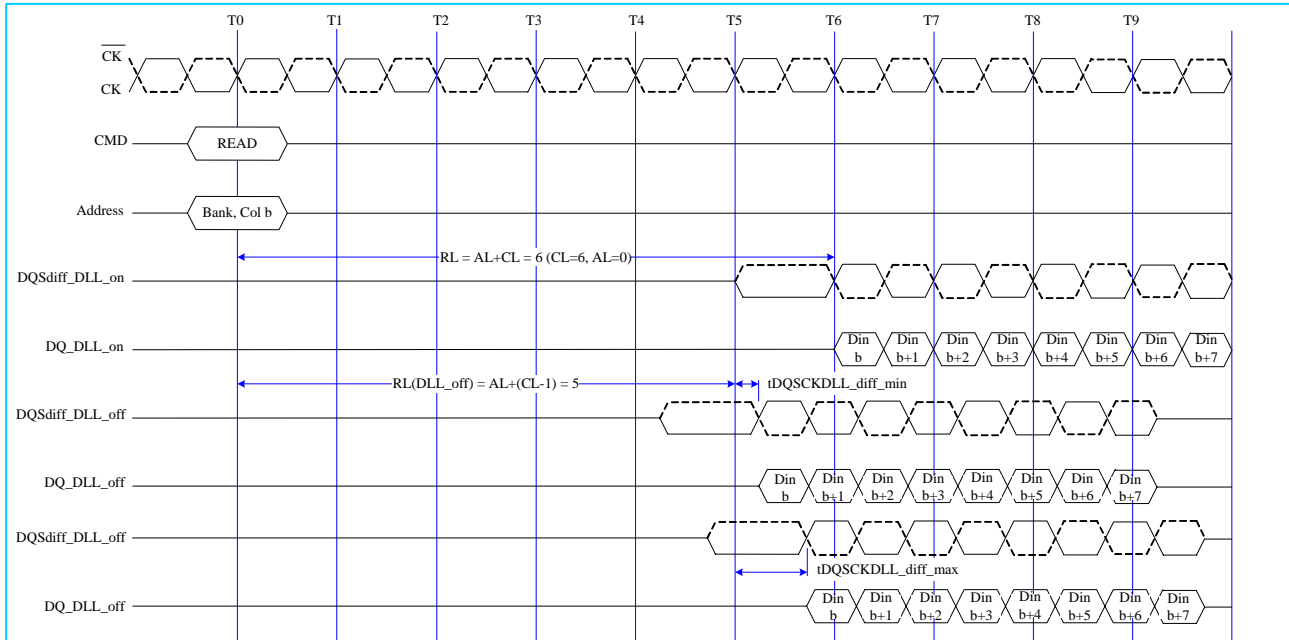 T0 T1 T2 T3 T4 T5 T6 T7 T8 T9
CK
CK
CMD READ
Address Bank, Col b
RL = AL+CL = 6 (CL=6, AL=0)
DQSdiff_DLL_on
DQ_DLL_on Din b Din b+1 Din b+2 Din b+3 Din b+4 Din b+5 Din b+6 Din b+7
RL(DLL_off) = AL+(CL-1) = 5 tDQSCKDLL_diff_min
DQSdiff_DLL_off
DQ_DLL_off Din b Din b+1 Din b+2 Din b+3 Din b+4 Din b+5 Din b+6 Din b+7
DQSdiff_DLL_off
tDQSCKDLL_diff_max
DQ_DLL_off Din b Din b+1 Din b+2 Din b+3 Din b+4 Din b+5 Din b+6 Din b+7